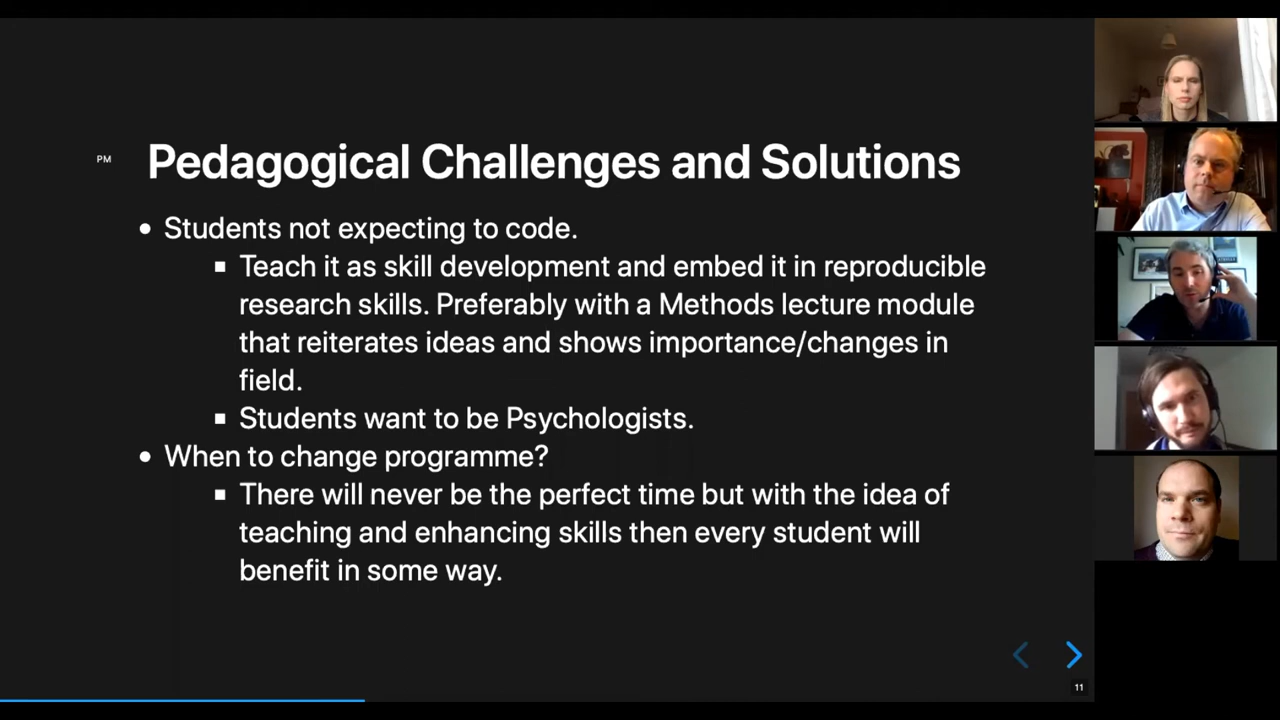 PM
Pedagogical Challenges and Solutions
• Students not expecting to code.
▪ Teach it as skill development and embed it in reproducible
research skills. Preferably with a Methods lecture module
that reiterates ideas and shows importance/changes in
field.
▪ Students want to be Psychologists.
• When to change programme?
▪ There will never be the perfect time but with the idea of
teaching and enhancing skills then every student will
benefit in some way.
11